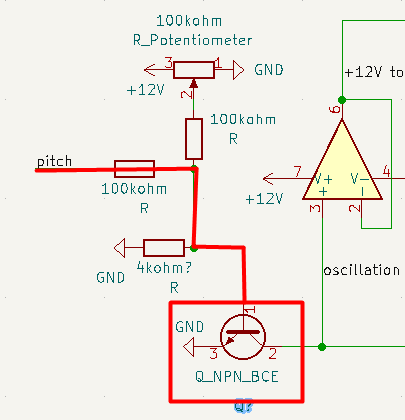 100kohm
R_Potentiometer
3
1
GND
+12V
2
+12V to
6
100kohm
R
pitch
100kohm
R
7
V+
V-
4
+
-
+12V
3
2
GND
4kohm?
R
oscillation
1
GND
3
2
Q_NPN_BCE
Q?